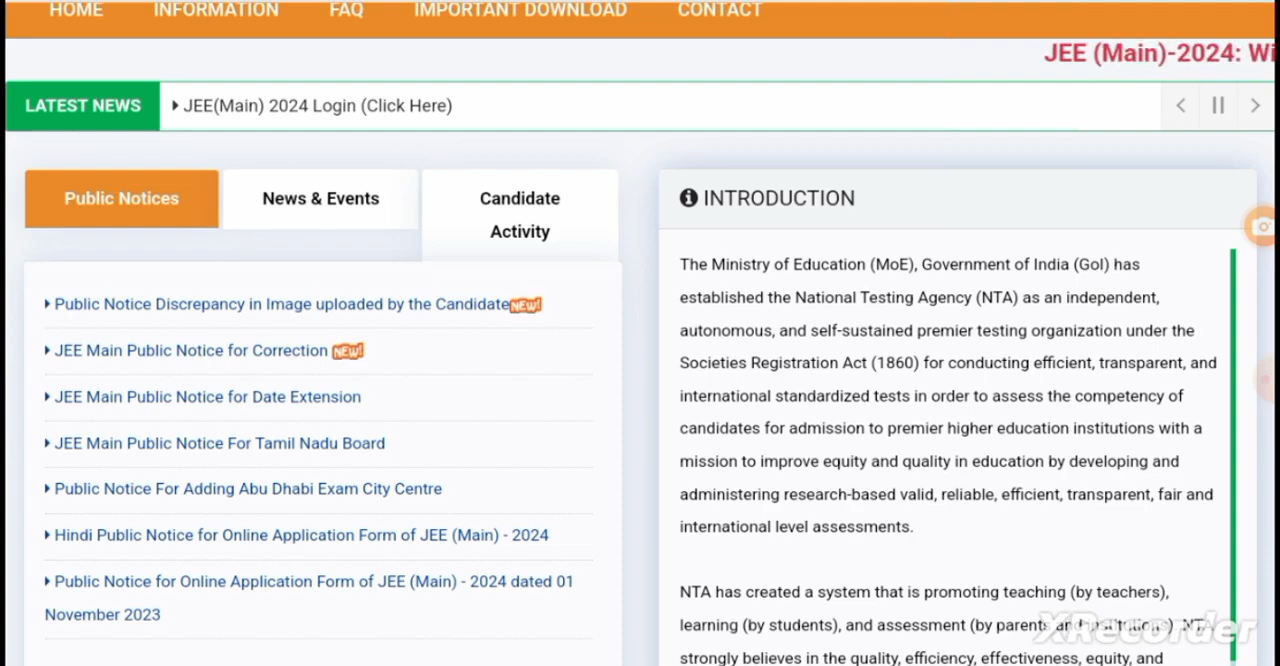 HOME INFORMATION FAQ IMPORTANT DOWNLOAD CONTACT
JEE (Main)-2024: Wi
LATEST NEWS JEE(Main) 2024 Login (Click Here)
Public Notices News & Events Candidate
Activity
Public Notice Discrepancy in Image uploaded by the Candidate NEW!
JEE Main Public Notice for Correction NEW!
JEE Main Public Notice for Date Extension
JEE Main Public Notice For Tamil Nadu Board
Public Notice For Adding Abu Dhabi Exam City Centre
Hindi Public Notice for Online Application Form of JEE (Main) - 2024
Public Notice for Online Application Form of JEE (Main) - 2024 dated 01
November 2023
INTRODUCTION
The Ministry of Education (MoE), Government of India (GoI) has
established the National Testing Agency (NTA) as an independent,
autonomous, and self-sustained premier testing organization under the
Societies Registration Act (1860) for conducting efficient, transparent, and
international standardized tests in order to assess the competency of
candidates for admission to premier higher education institutions with a
mission to improve equity and quality in education by developing and
administering research-based valid, reliable, efficient, transparent, fair and
international level assessments.
NTA has created a system that is promoting teaching (by teachers),
learning (by students), and assessment (by parents and institutions). NTA
strongly believes in the quality, efficiency, effectiveness, equity, and
XRecorder